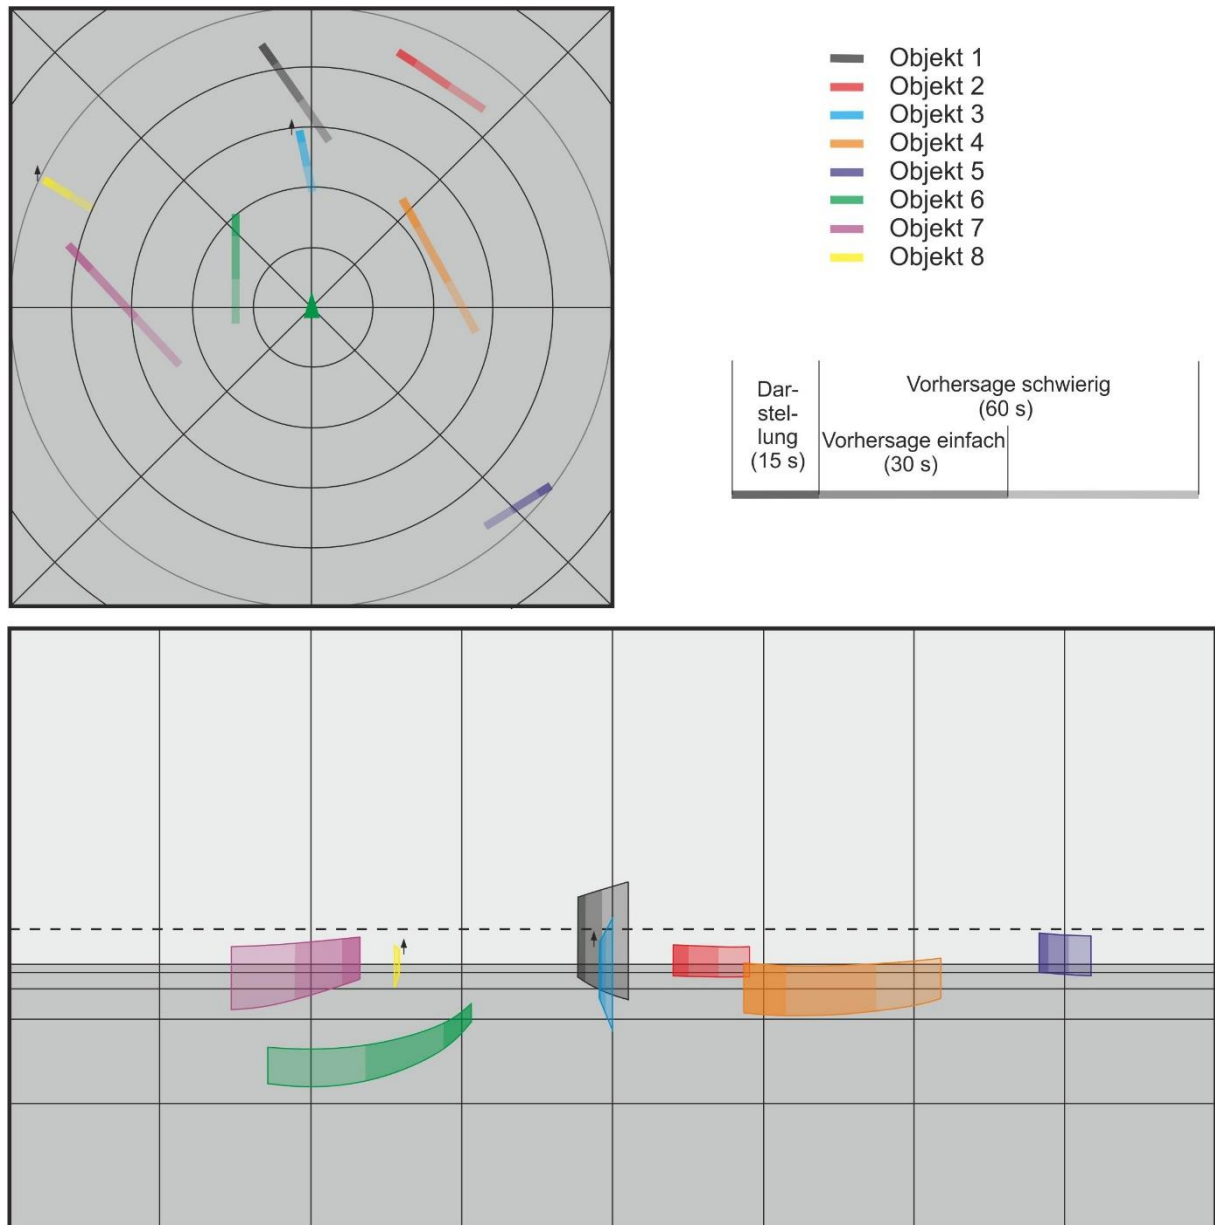 Objekt 1
Objekt 2
Objekt 3
Objekt 4
Objekt 5
Objekt 6
Objekt 7
Objekt 8
Dar-
stel-
lung
(15 s)
Vorhersage schwierig
(60 s)
Vorhersage einfach
(30 s)